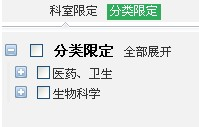 科室限定 分类限定
分类限定 全部展开
医药、卫生
生物科学